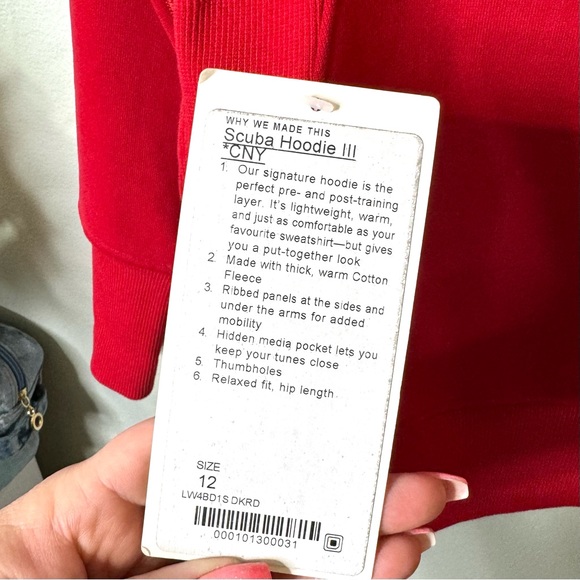 WHY WE MADE THIS
Scuba Hoodie III
*CNY
1. Our signature hoodie is the
perfect pre- and post-training
layer. It's lightweight, warm,
and just as comfortable as your
favourite sweatshirt—but gives
you a put-together look
2. Made with thick, warm Cotton
Fleece
3. Ribbed panels at the sides and
under the arms for added
mobility
4. Hidden media pocket lets you
keep your tunes close
5. Thumbholes
6. Relaxed fit, hip length
SIZE
12
LW4BD1S DKRD
000101300031